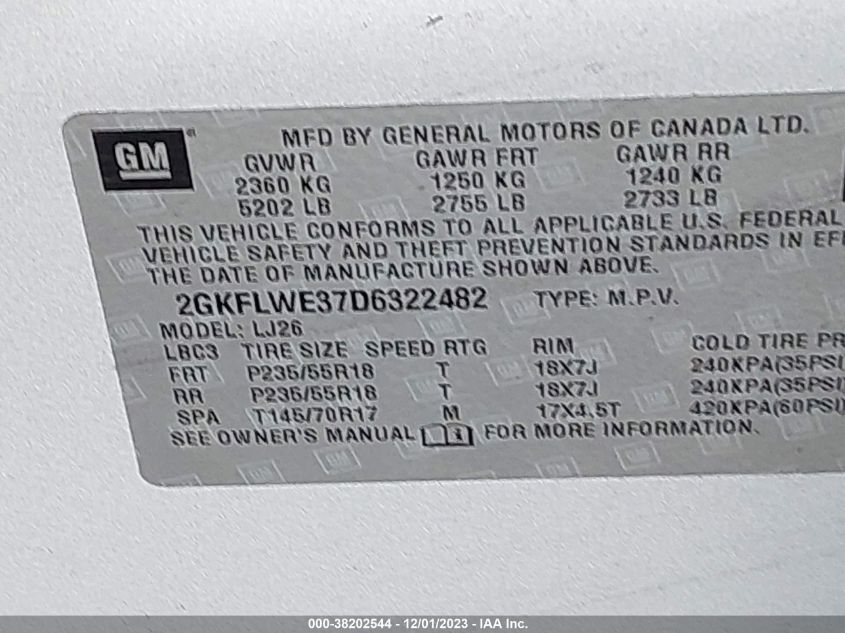 GM ® MFD BY GENERAL MOTORS OF CANADA LTD.
GVWR GAWR FRT GAWR RR
2360 KG 1250 KG 1240 KG
5202 LB 2755 LB 2733 LB
THIS VEHICLE CONFORMS TO ALL APPLICABLE U.S. FEDERAL
VEHICLE SAFETY AND THEFT PREVENTION STANDARDS IN EF
THE DATE OF MANUFACTURE SHOWN ABOVE.
2GKFLWE37D6322482 TYPE: M.P.V.
MODEL: LJ26
LBC3 TIRE SIZE SPEED RTG RIM COLD TIRE PR
FRT P235/55R18 T 18X7J 240KPA(35PSI)
RR P235/55R18 T 18X7J 240KPA(35PSI)
SPA T145/70R17 M 17X4.5T 420KPA(60PSI)
SEE OWNER'S MANUAL FOR MORE INFORMATION.
000-38202544 - 12/01/2023 - IAA Inc.